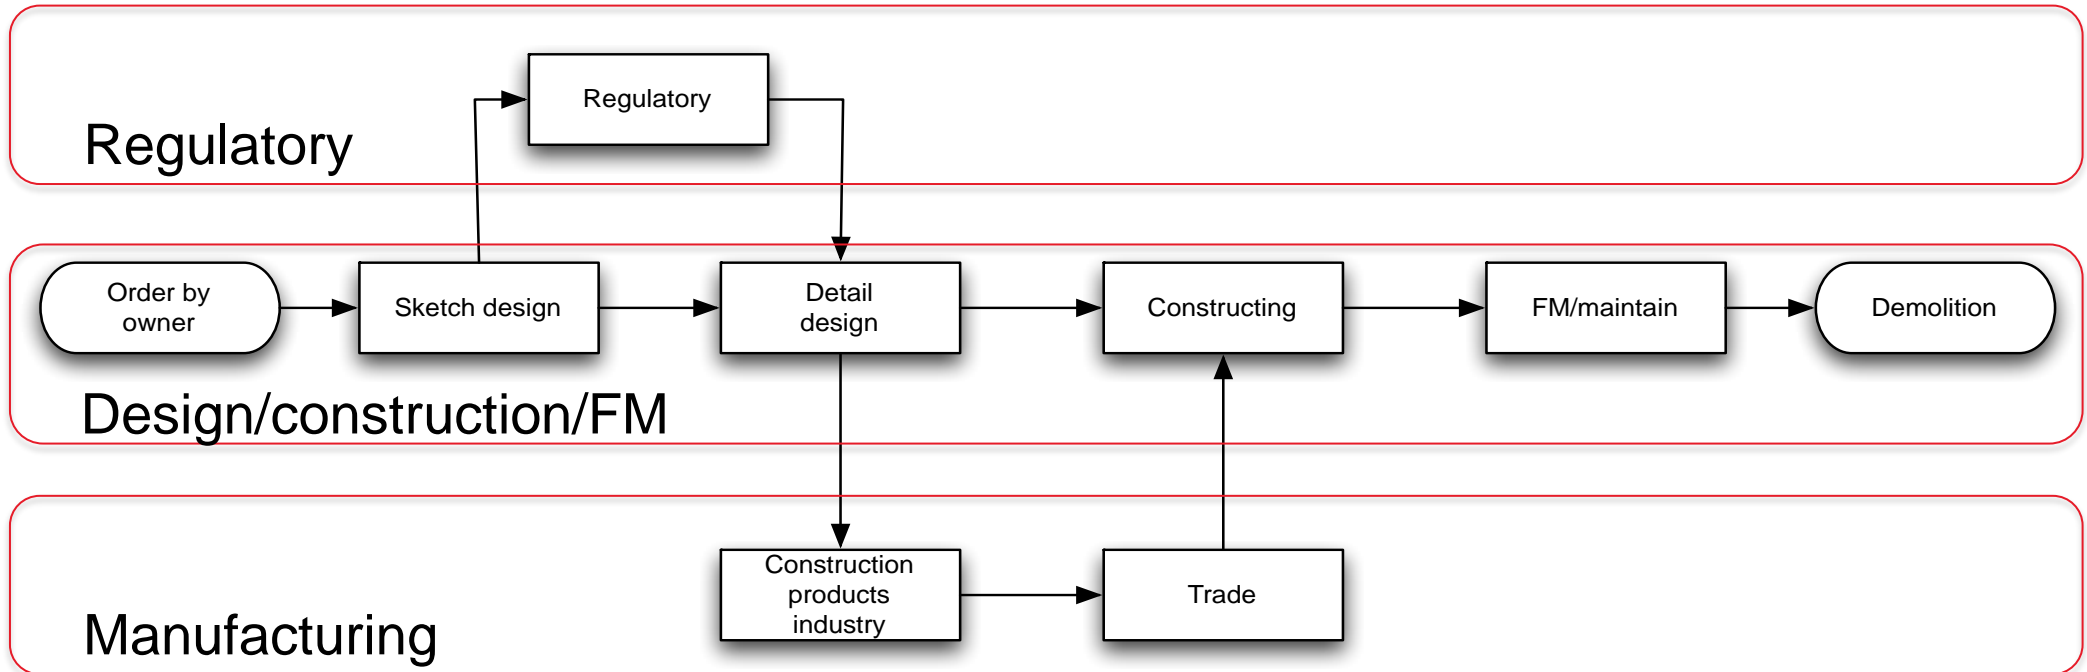 Regulatory
Regulatory
Order by
owner
Sketch design
Detail
design
Constructing
FM/maintain
Demolition
Design/construction/FM
Construction
products
industry
Trade
Manufacturing